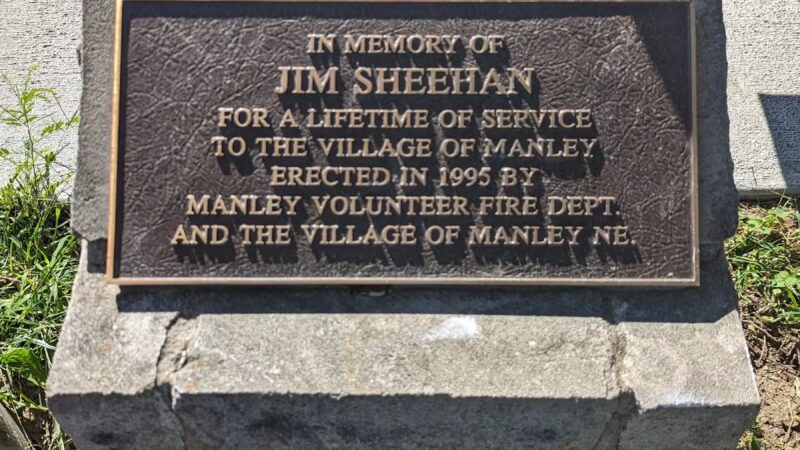 IN MEMORY OF
JIM SHEEHAN
FOR A LIFETIME OF SERVICE
TO THE VILLAGE OF MANLEY
ERECTED IN 1995 BY
MANLEY VOLUNTEER FIRE DEPT.
AND THE VILLAGE OF MANLEY NE.